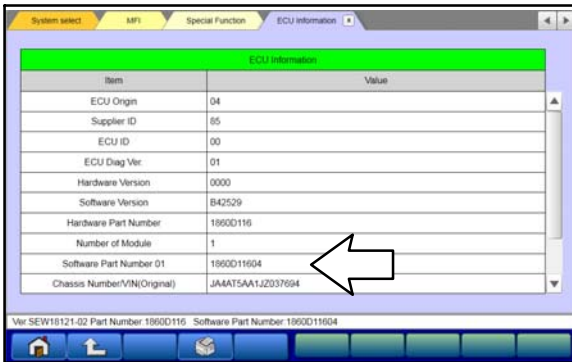 System select MFI Special Function ECU Information x
ECU Information
Item Value
ECU Origin 04
Supplier ID 85
ECU ID 00
ECU Diag Ver. 01
Hardware Version 0000
Software Version B42529
Hardware Part Number 1860D116
Number of Module 1
Software Part Number 01 1860D11604
Chassis Number/VIN(Original) JA4AT5AA1JZ037694
Ver.SEW18121-02 Part Number:1860D116 Software Part Number:1860D11604